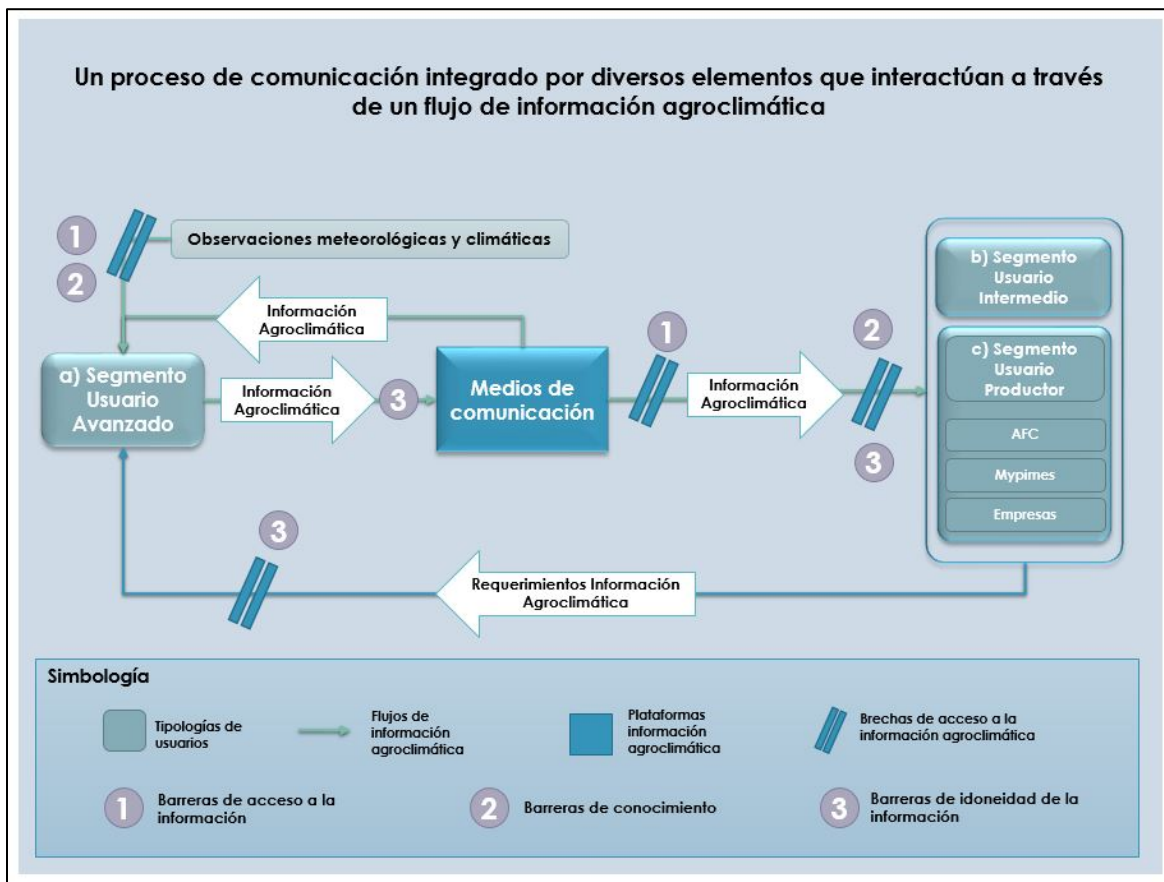 Un proceso de comunicación integrado por diversos elementos que interactúan a través
de un flujo de información agroclimática
1
2
Observaciones meteorológicas y climáticas
Información
Agroclimática
a) Segmento
Usuario
Avanzado
Información
Agroclimática
3
Medios de
comunicación
1
Información
Agroclimática
2
3
b) Segmento
Usuario
Intermedio
c) Segmento
Usuario
Productor
AFC
Mypimes
Empresas
3
Requerimientos Información
Agroclimática
Simbología
Tipologías de
usuarios
Flujos de
información
agroclimática
Plataformas
información
agroclimática
Brechas de acceso a la
información agroclimática
1
Barreras de acceso a la
información
2
Barreras de conocimiento
3
Barreras de idoneidad de la
información